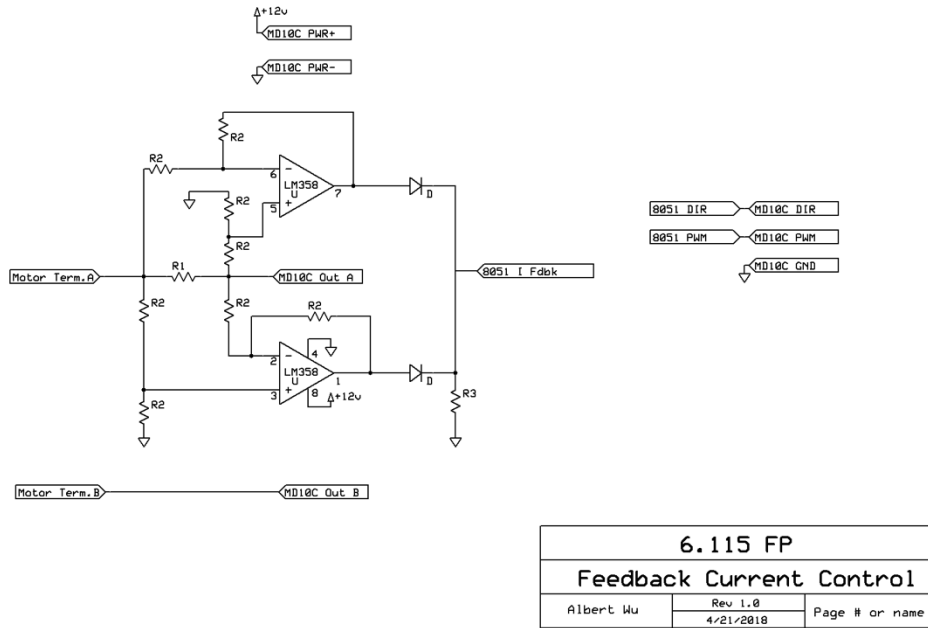 +12v
MD10C PWR+
MD10C PWR-
R2
R2
6
-
LM358
U
7
D
R2
5
+
8051 DIR
MD10C DIR
8051 PWM
MD10C PWM
R2
MD10C GND
Motor Term.A
R1
MD10C Out A
8051 I Fdbk
R2
R2
R2
2
-
4
LM358
U
1
D
3
+
8
+12v
R3
R2
Motor Term.B
MD10C Out B
6.115 FP
Feedback Current Control
Albert Wu
Rev 1.0
4/21/2018
Page # or name